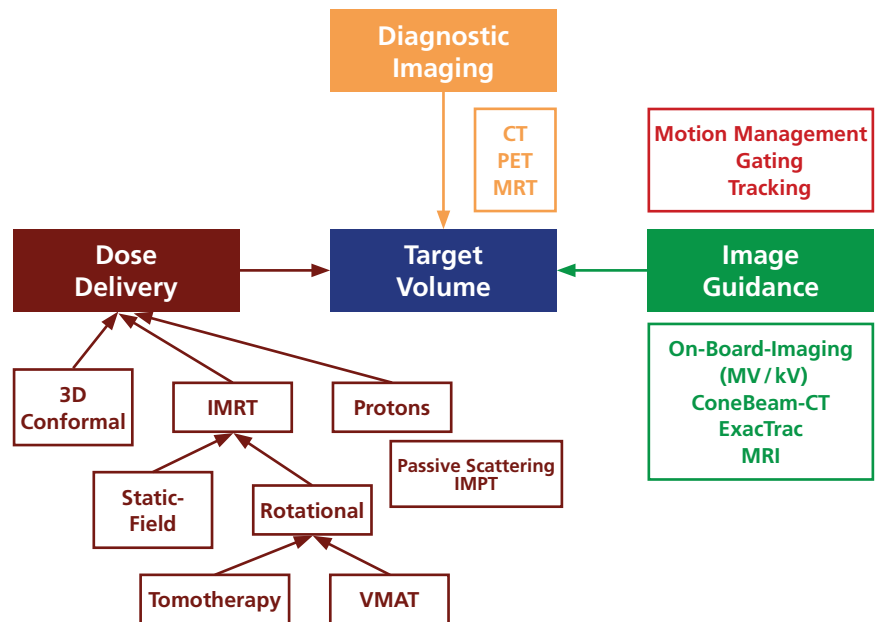 Diagnostic
Imaging
CT
PET
MRT
Motion Management
Gating
Tracking
Dose
Delivery
Target
Volume
Image
Guidance
On-Board-Imaging
(MV / kV)
ConeBeam-CT
ExacTrac
MRI
3D
Conformal
IMRT
Protons
Passive Scattering
IMPT
Static-
Field
Rotational
Tomotherapy
VMAT